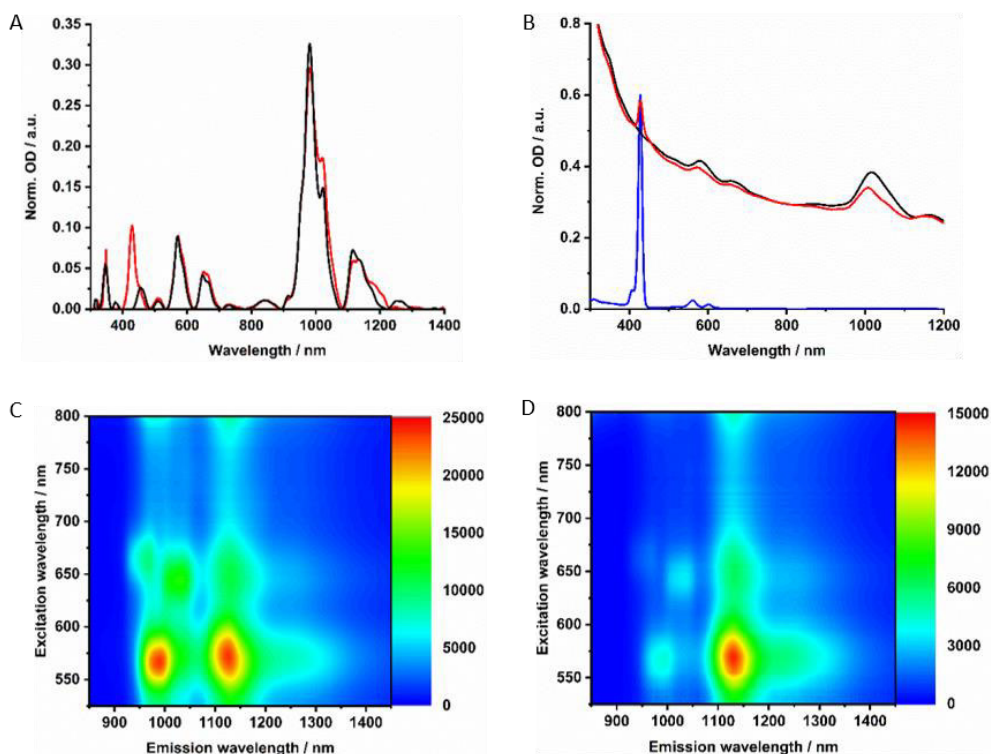 A
Norm. OD / a.u.
0.35
0.30
0.25
0.20
0.15
0.10
0.05
0.00
400 600 800 1000 1200 1400
Wavelength / nm
B
Norm. OD / a.u.
0.8
0.6
0.4
0.2
0.0
400 600 800 1000 1200
Wavelength / nm
C
Excitation wavelength / nm
800
750
700
650
600
550
900 1000 1100 1200 1300 1400
Emission wavelength / nm
25000
20000
15000
10000
5000
0
D
Excitation wavelength / nm
800
750
700
650
600
550
900 1000 1100 1200 1300 1400
Emission wavelength / nm
15000
12000
9000
6000
3000
0